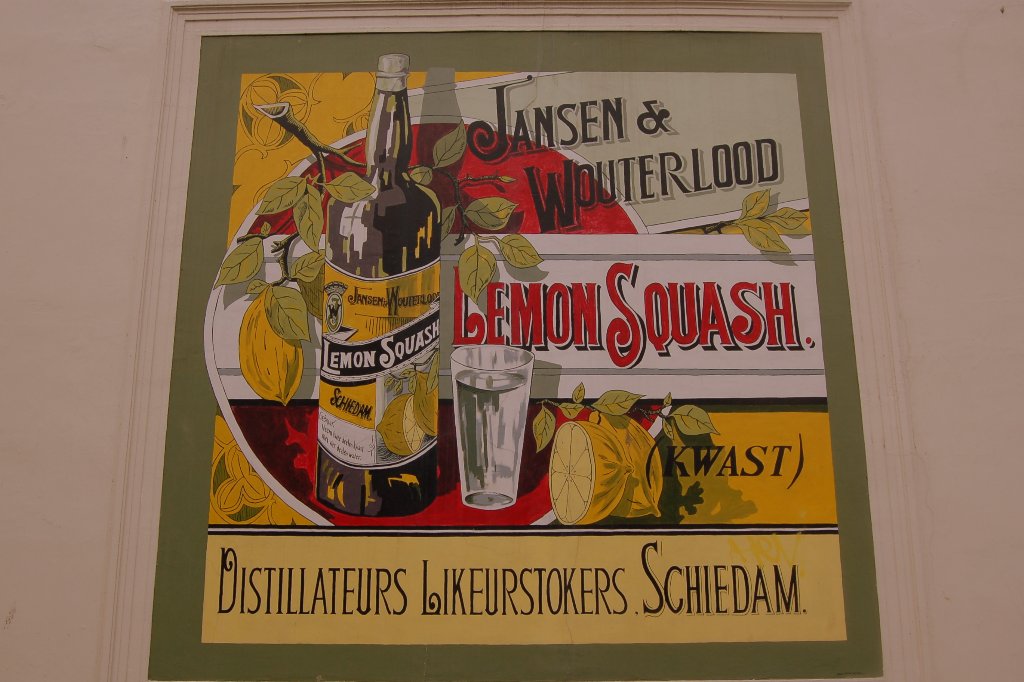 JANSEN &
WOUTERLOOD
LEMON SQUASH.
JANSEN & WOUTERLOOD
W
LEMON SQUASH
SCHIEDAM.
(KWAST)
DISTILLATEURS LIKEURSTOKERS. SCHIEDAM.